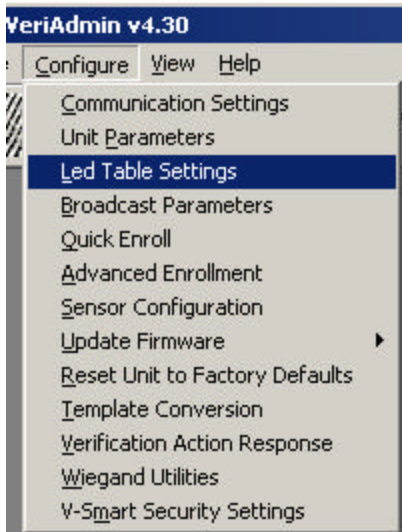 VeriAdmin v4.30
Configure View Help
Communication Settings
Unit Parameters
Led Table Settings
Broadcast Parameters
Quick Enroll
Advanced Enrollment
Sensor Configuration
Update Firmware
Reset Unit to Factory Defaults
Template Conversion
Verification Action Response
Wiegand Utilities
V-Smart Security Settings